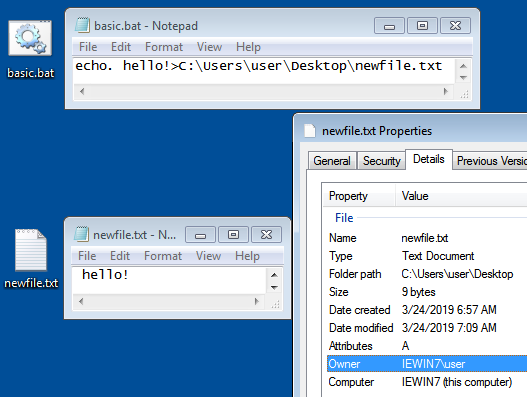 basic.bat
basic.bat - Notepad
File Edit Format View Help
echo. hello!>C:\Users\user\Desktop\newfile.txt
newfile.txt
newfile.txt - N...
File Edit Format View Help
hello!
newfile.txt Properties
General Security Details Previous Versio
Property Value
File
Name newfile.txt
Type Text Document
Folder path C:\Users\user\Desktop
Size 9 bytes
Date created 3/24/2019 6:57 AM
Date modified 3/24/2019 7:09 AM
Attributes A
Owner IEWIN7\user
Computer IEWIN7 (this computer)